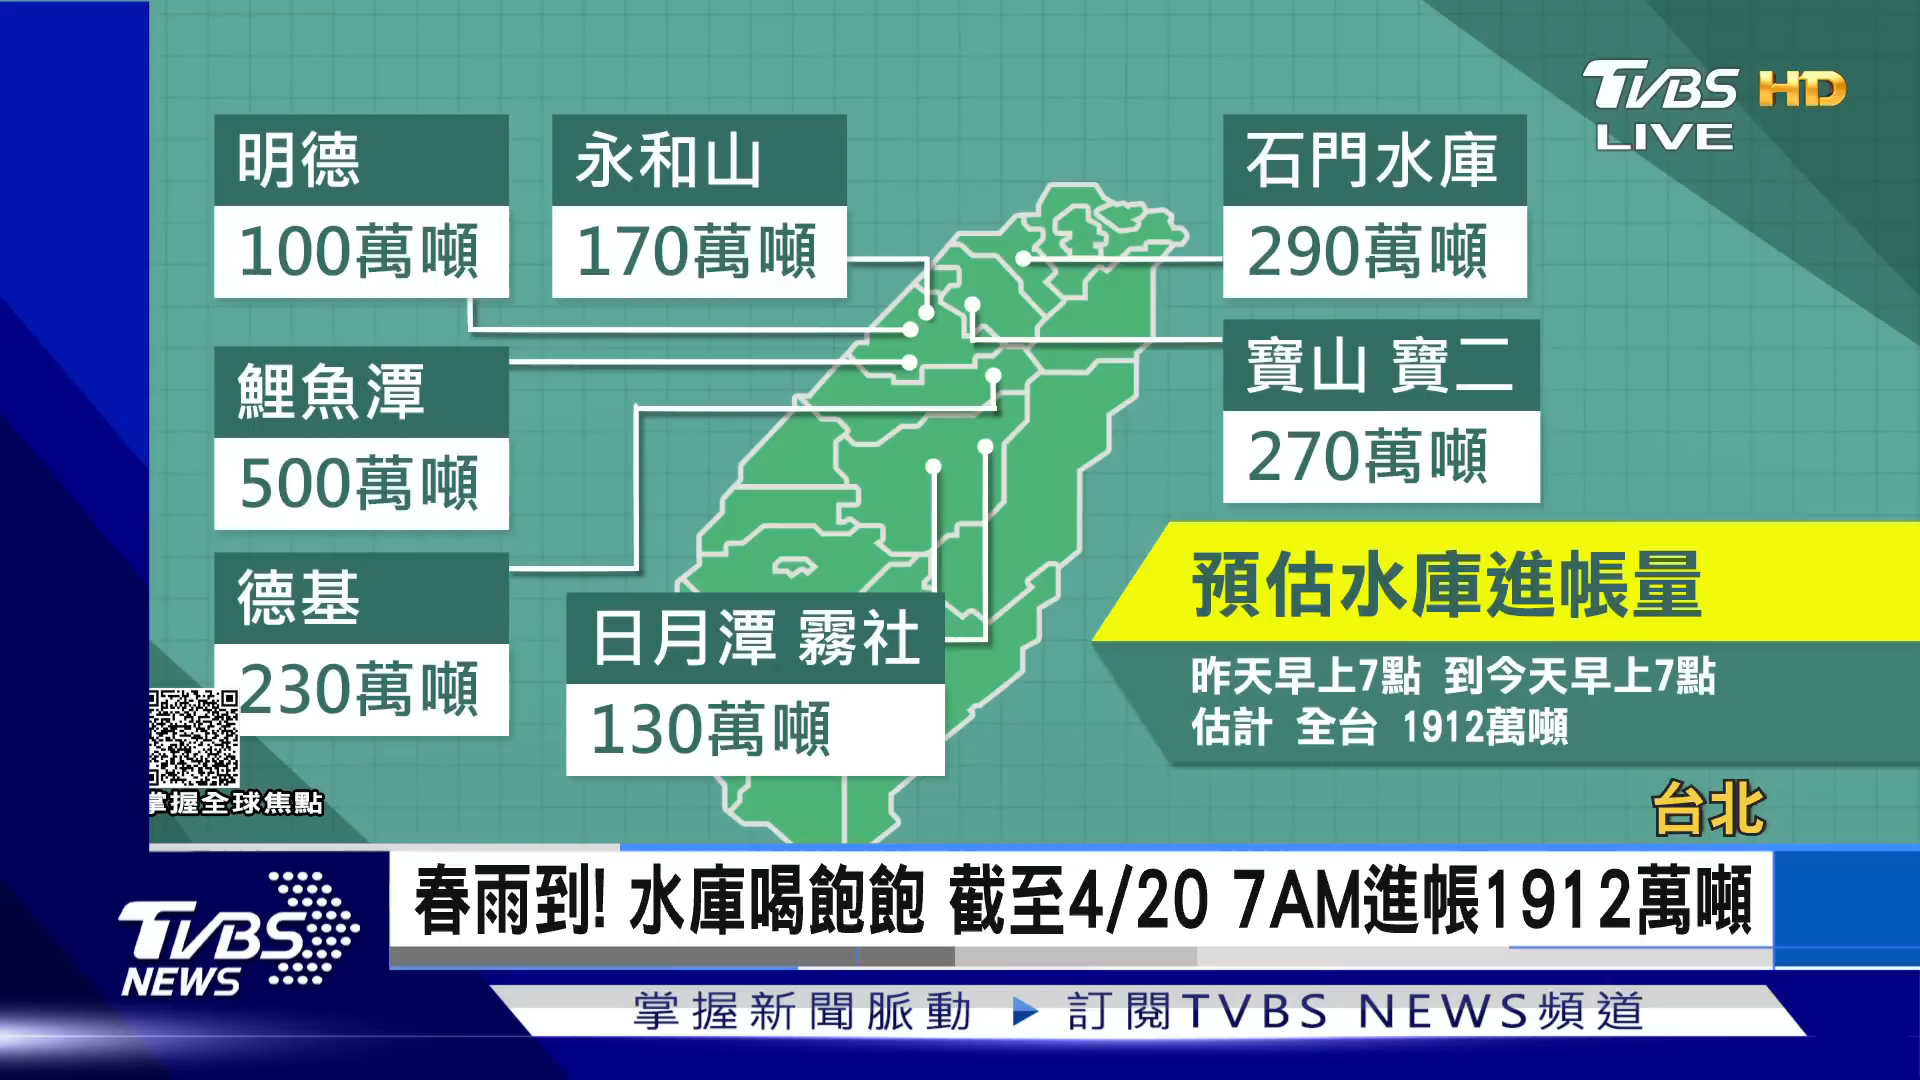 TVBS HD
LIVE
明德
100萬噸
永和山
170萬噸
石門水庫
290萬噸
鯉魚潭
500萬噸
寶山 寶二
270萬噸
德基
230萬噸
日月潭 霧社
130萬噸
預估水庫進帳量
昨天早上7點 到今天早上7點
估計 全台 1912萬噸
掌握全球焦點
台北
春雨到! 水庫喝飽飽 截至4/20 7AM進帳1912萬噸
TVBS
NEWS
掌握新聞脈動 ▶ 訂閱TVBS NEWS頻道